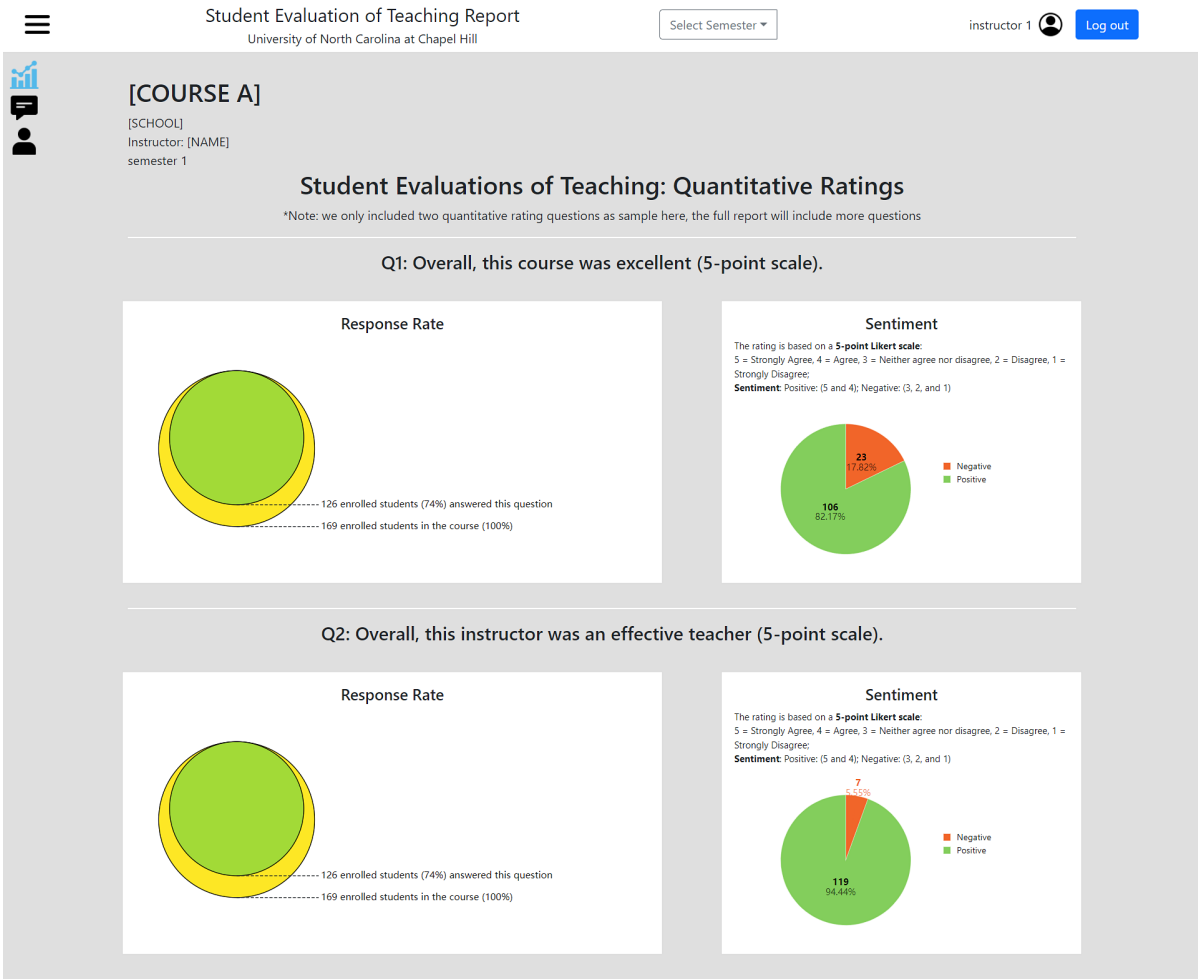 Student Evaluation of Teaching Report
University of North Carolina at Chapel Hill
Select Semester
instructor 1
Log out
[COURSE A]
[SCHOOL]
Instructor: [NAME]
semester 1
Student Evaluations of Teaching: Quantitative Ratings
*Note: we only included two quantitative rating questions as sample here, the full report will include more questions
Q1: Overall, this course was excellent (5-point scale).
Response Rate
126 enrolled students (74%) answered this question
169 enrolled students in the course (100%)
Sentiment
The rating is based on a 5-point Likert scale:
5 = Strongly Agree, 4 = Agree, 3 = Neither agree nor disagree, 2 = Disagree, 1 =
Strongly Disagree;
Sentiment: Positive: (5 and 4); Negative: (3, 2, and 1)
23
17.82%
106
82.17%
Negative
Positive
Q2: Overall, this instructor was an effective teacher (5-point scale).
Response Rate
126 enrolled students (74%) answered this question
169 enrolled students in the course (100%)
Sentiment
The rating is based on a 5-point Likert scale:
5 = Strongly Agree, 4 = Agree, 3 = Neither agree nor disagree, 2 = Disagree, 1 =
Strongly Disagree;
Sentiment: Positive: (5 and 4); Negative: (3, 2, and 1)
7
5.55%
119
94.44%
Negative
Positive